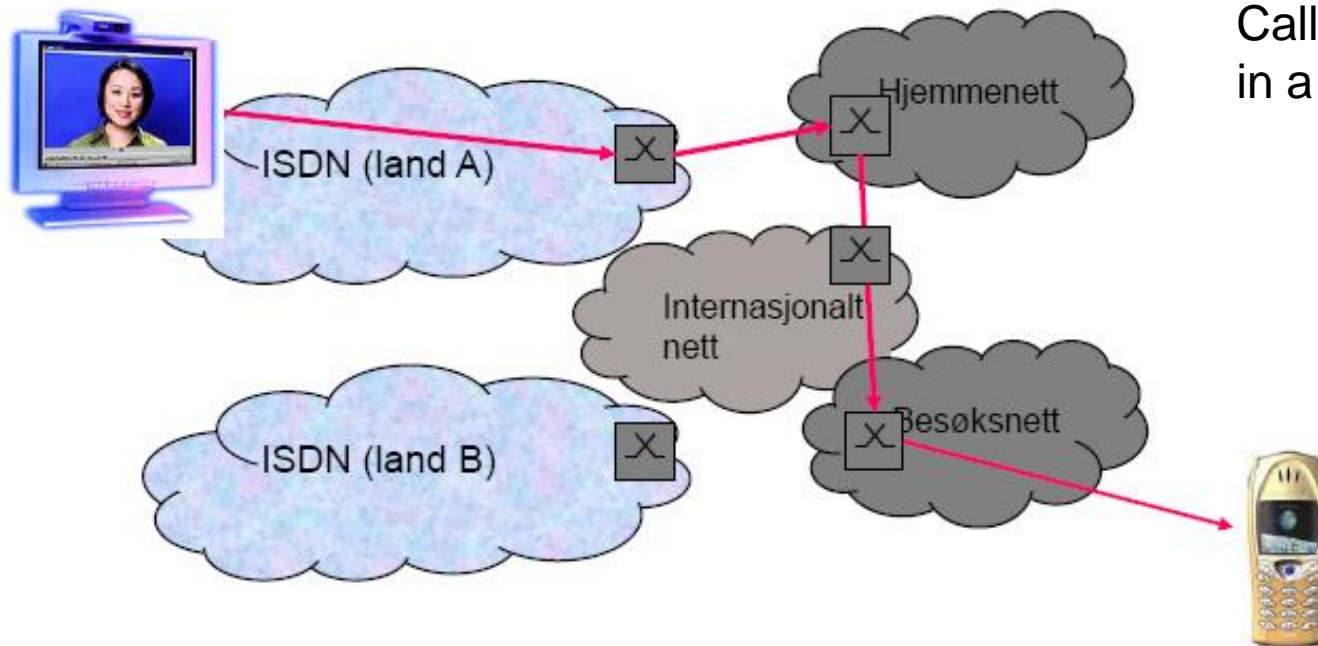 Call
in a
Hjemmenett
ISDN (land A)
Internasjonalt
nett
Besøksnett
ISDN (land B)